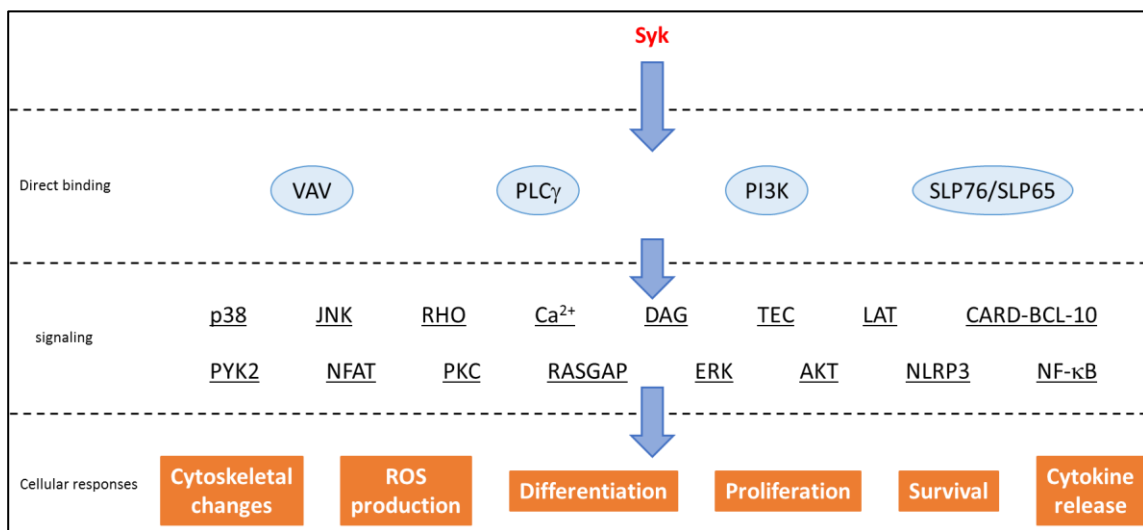 Syk
Direct binding
VAV
PLCγ
PI3K
SLP76/SLP65
signaling
p38 JNK RHO Ca²⁺ DAG TEC LAT CARD-BCL-10
PYK2 NFAT PKC RASGAP ERK AKT NLRP3 NF-κB
Cellular responses
Cytoskeletal
changes
ROS
production
Differentiation
Proliferation
Survival
Cytokine
release